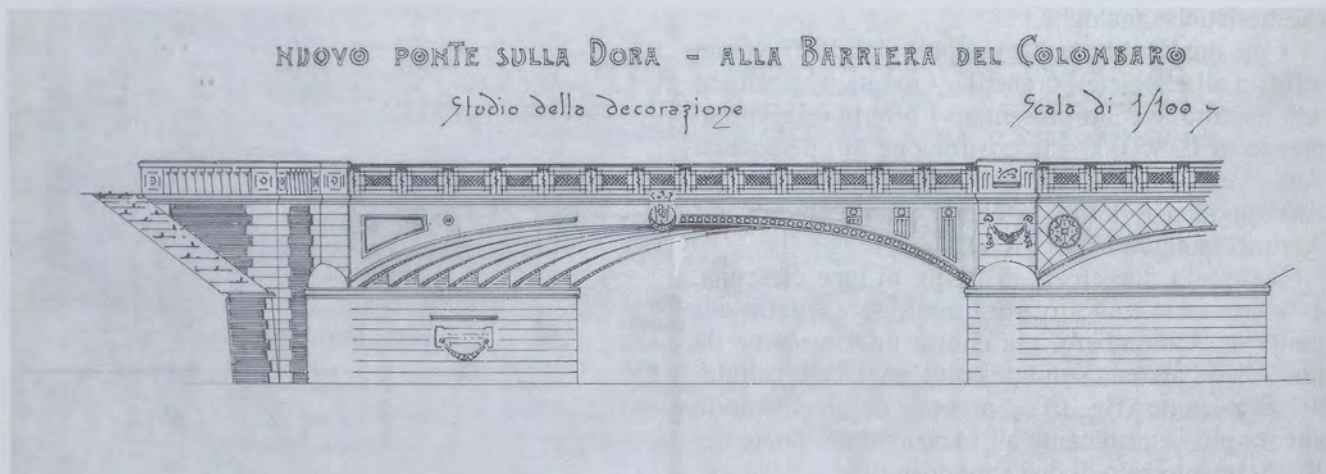 NUOVO PONTE SULLA DORA - ALLA BARRIERA DEL COLOMBARO
Studio della decorazione
Scala di 1/100